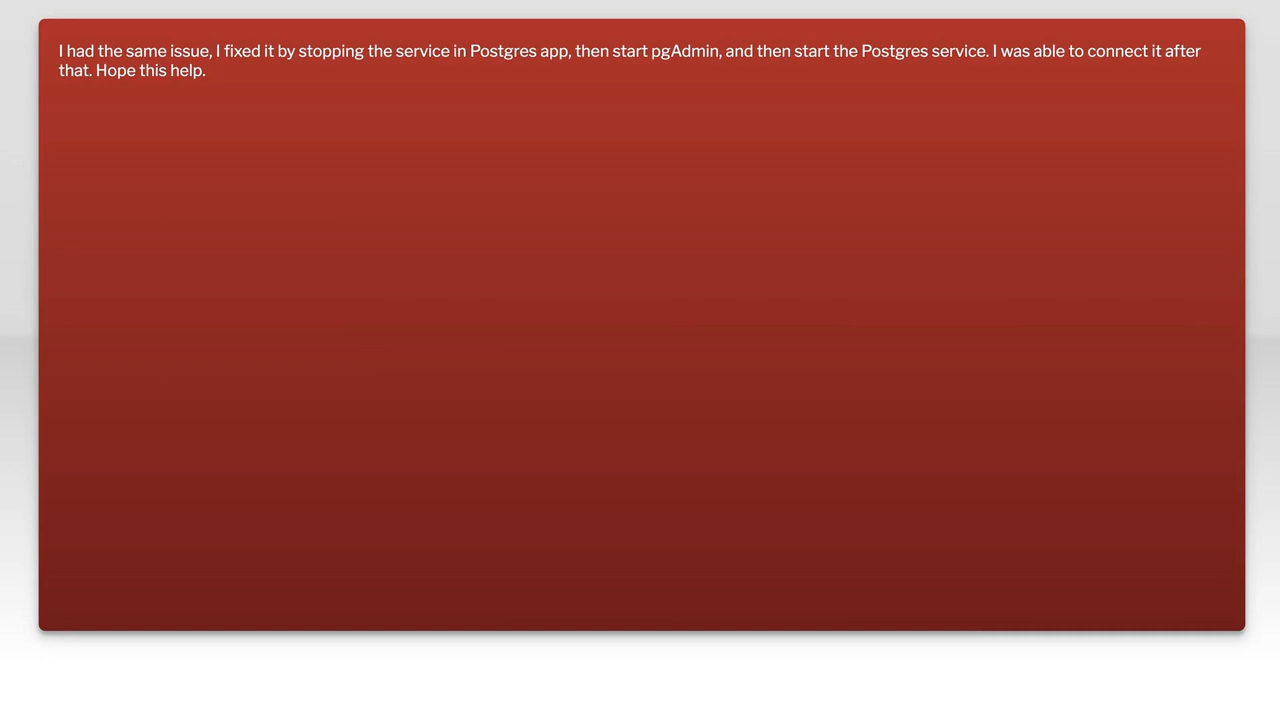 I had the same issue, I fixed it by stopping the service in Postgres app, then start pgAdmin, and then start the Postgres service. I was able to connect it after
that. Hope this help.